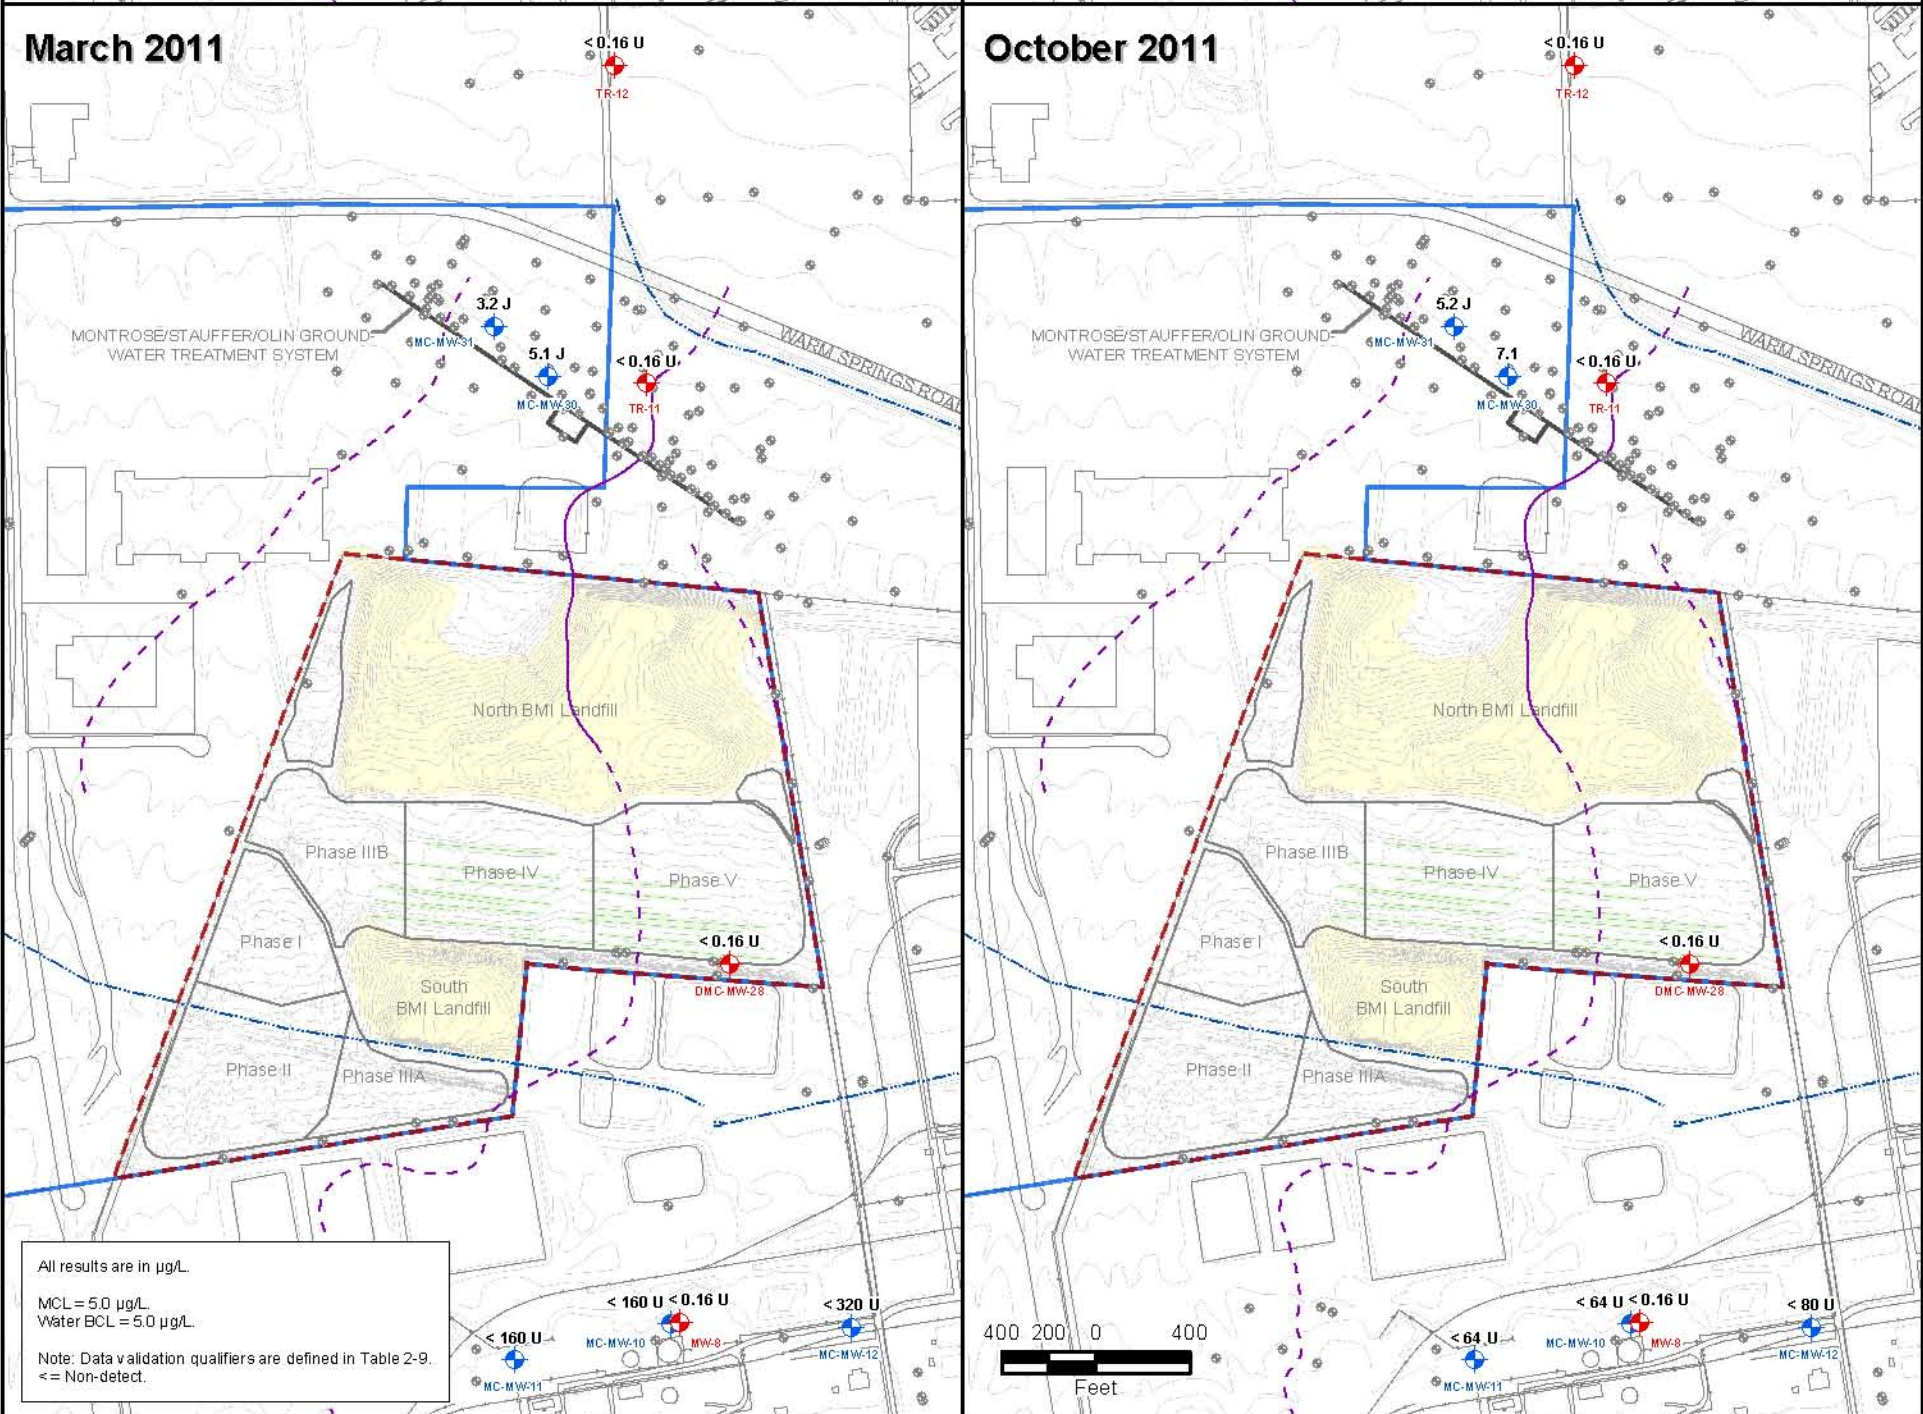 March 2011
< 0.16 U
TR-12
3.2 J
MC-MW-31
MONTROSE/STAUFFER/OLIN GROUND-
WATER TREATMENT SYSTEM
5.1 J
MC-MW-30
< 0.16 U
TR-11
WARM SPRINGS ROAD
North BMI Landfill
Phase IIIB
Phase IV
Phase V
Phase I
< 0.16 U
DMC-MW-28
South
BMI Landfill
Phase II
Phase IIIA
All results are in µg/L.
MCL = 5.0 µg/L.
Water BCL = 5.0 µg/L.
Note: Data validation qualifiers are defined in Table 2-9.
< = Non-detect.
< 160 U
MC-MW-11
< 160 U
< 0.16 U
MC-MW-10
MW-8
< 320 U
MC-MW-12
October 2011
< 0.16 U
TR-12
5.2 J
MC-MW-31
MONTROSE/STAUFFER/OLIN GROUND-
WATER TREATMENT SYSTEM
7.1
MC-MW-30
< 0.16 U
TR-11
WARM SPRINGS ROAD
North BMI Landfill
Phase IIIB
Phase IV
Phase V
Phase I
< 0.16 U
DMC-MW-28
South
BMI Landfill
Phase II
Phase IIIA
400 200 0 400
Feet
< 64 U
MC-MW-11
< 64 U
< 0.16 U
MC-MW-10
MW-8
< 80 U
MC-MW-12